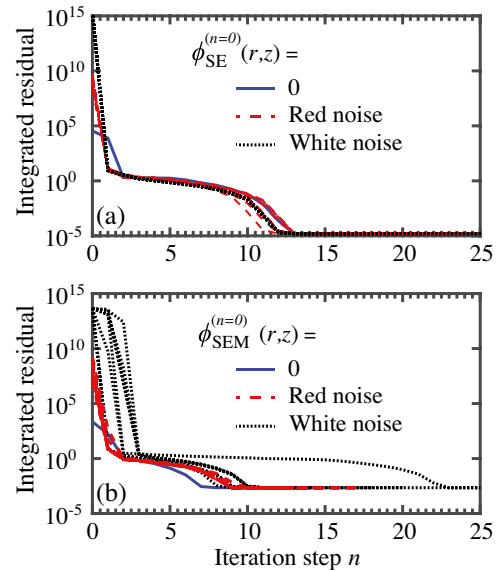 Integrated residual
10^15
10^10
10^5
10^0
10^-5
ϕ_SE^(n=0)(r,z) =
0
Red noise
White noise
(a)
0 5 10 15 20 25
Integrated residual
10^15
10^10
10^5
10^0
10^-5
ϕ_SEM^(n=0) (r,z) =
0
Red noise
White noise
(b)
0 5 10 15 20 25
Iteration step n